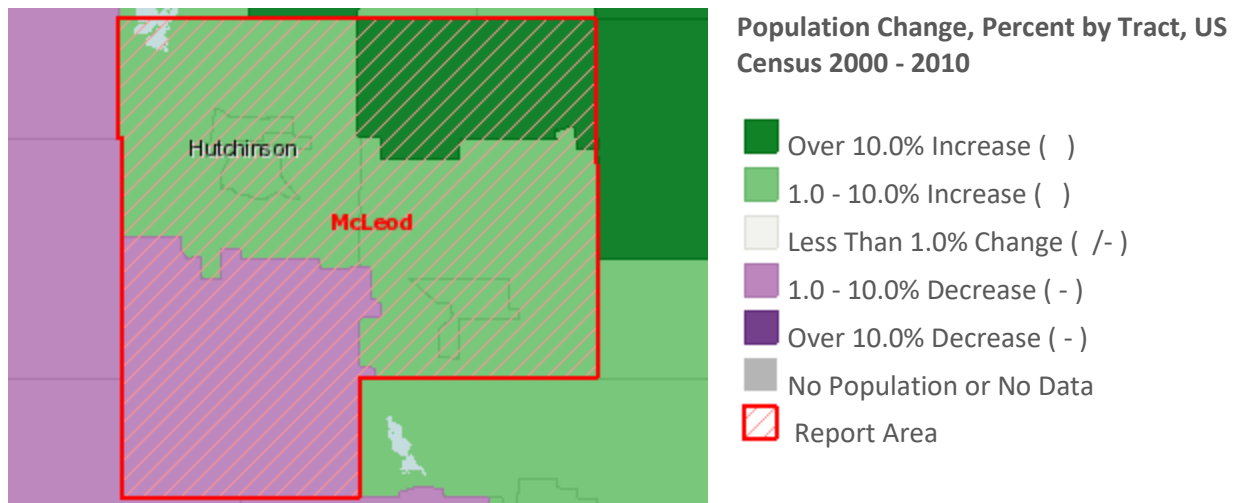 Hutchinson
McLeod
Population Change, Percent by Tract, US
Census 2000 - 2010
Over 10.0% Increase (   )
1.0 - 10.0% Increase (   )
Less Than 1.0% Change (  /- )
1.0 - 10.0% Decrease ( - )
Over 10.0% Decrease ( - )
No Population or No Data
Report Area